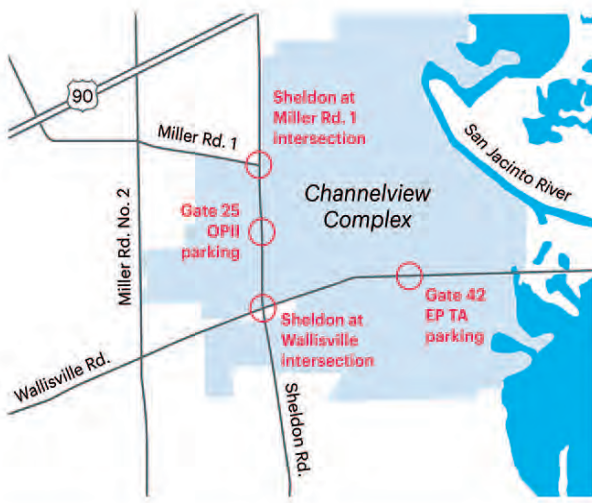 90
Sheldon at
Miller Rd. 1
intersection
Miller Rd. 1
San Jacinto River
Channelview
Complex
Gate 25
OPII
parking
Miller Rd. No. 2
Gate 42
EP TA
parking
Sheldon at
Wallisville
intersection
Wallisville Rd.
Sheldon Rd.